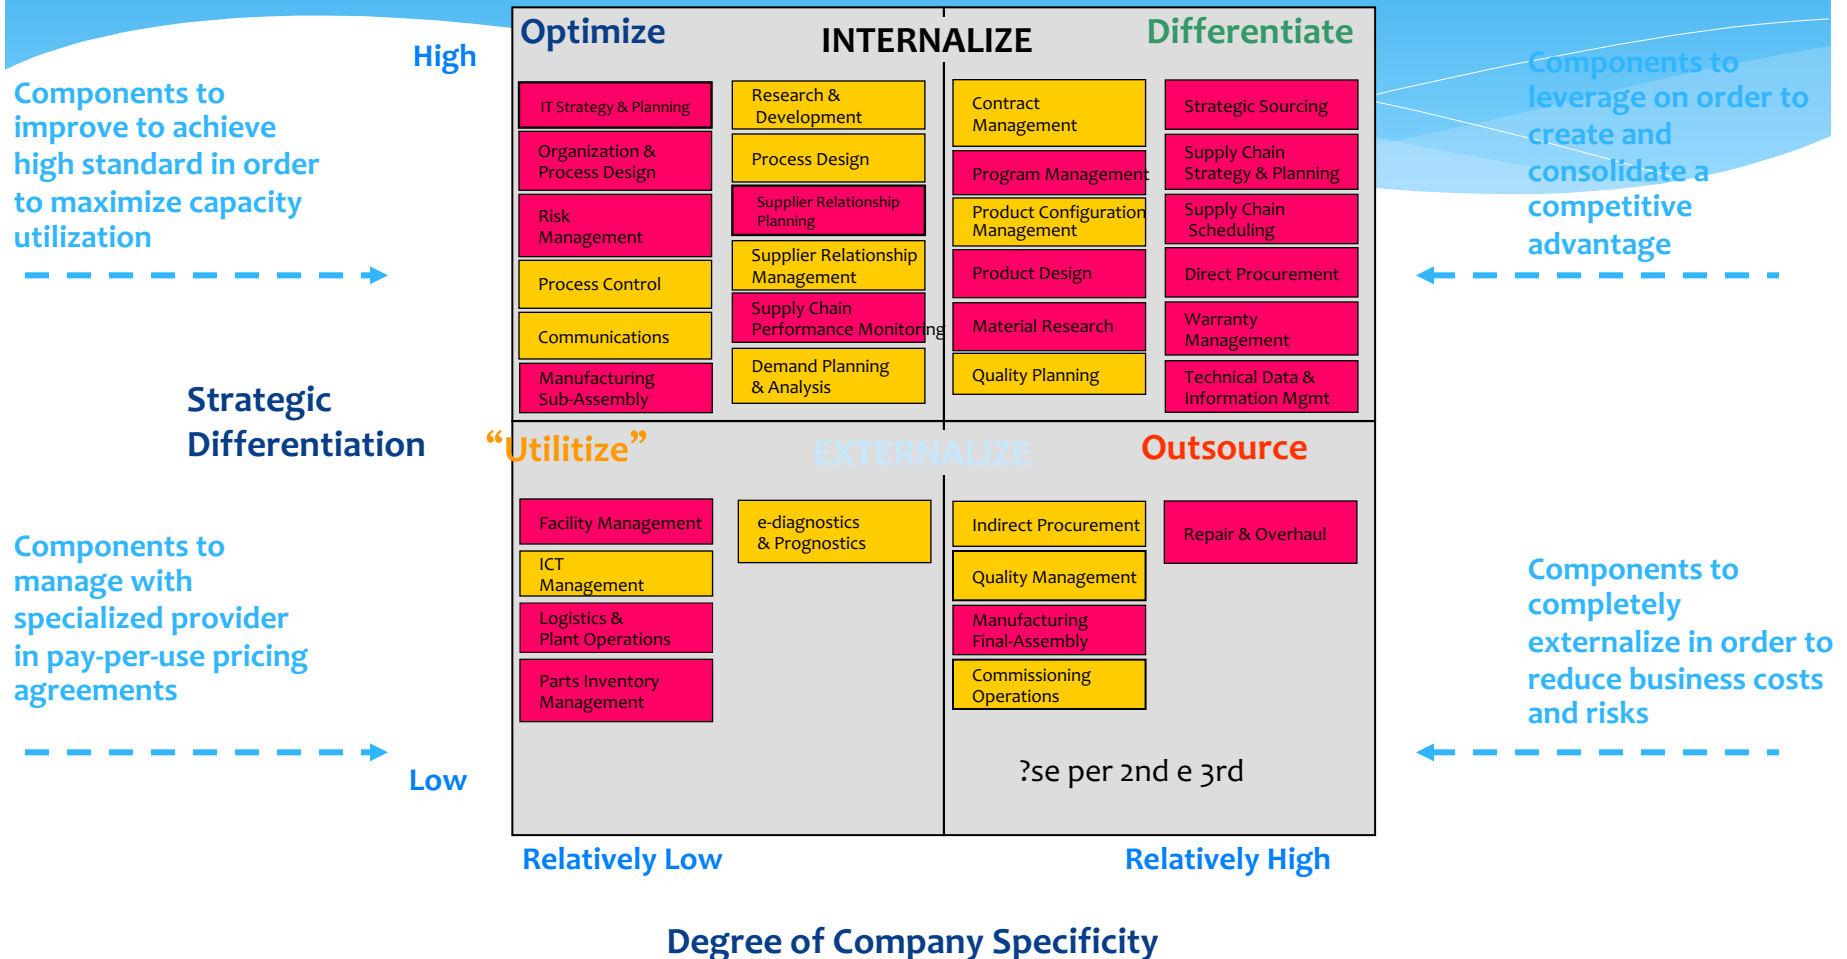 Optimize
INTERNALIZE
Differentiate
High
Components to
improve to achieve
high standard in order
to maximize capacity
utilization
IT Strategy & Planning
Organization &
Process Design
Risk
Management
Process Control
Communications
Manufacturing
Sub-Assembly
Research &
Development
Process Design
Supplier Relationship
Planning
Supplier Relationship
Management
Supply Chain
Performance Monitoring
Demand Planning
& Analysis
Contract
Management
Program Management
Product Configuration
Management
Product Design
Material Research
Quality Planning
Strategic Sourcing
Supply Chain
Strategy & Planning
Supply Chain
Scheduling
Direct Procurement
Warranty
Management
Technical Data &
Information Mgmt
Components to
leverage on order to
create and
consolidate a
competitive
advantage
Strategic
Differentiation
“Utilitize”
EXTERNALIZE
Outsource
Components to
manage with
specialized provider
in pay-per-use pricing
agreements
Facility Management
ICT
Management
Logistics &
Plant Operations
Parts Inventory
Management
e-diagnostics
& Prognostics
Indirect Procurement
Quality Management
Manufacturing
Final-Assembly
Commissioning
Operations
Repair & Overhaul
Components to
completely
externalize in order to
reduce business costs
and risks
?se per 2nd e 3rd
Low
Relatively Low
Relatively High
Degree of Company Specificity